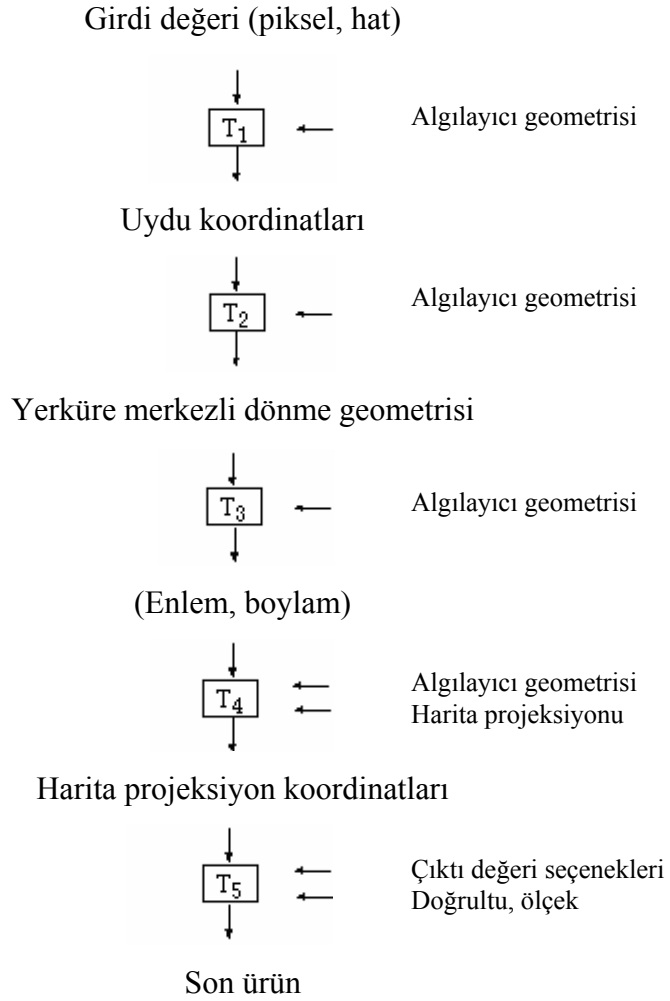 Girdi değeri (piksel, hat)
T1
Algılayıcı geometrisi
Uydu koordinatları
T2
Algılayıcı geometrisi
Yerküre merkezli dönme geometrisi
T3
Algılayıcı geometrisi
(Enlem, boylam)
T4
Algılayıcı geometrisi
Harita projeksiyonu
Harita projeksiyon koordinatları
T5
Çıktı değeri seçenekleri
Doğrultu, ölçek
Son ürün